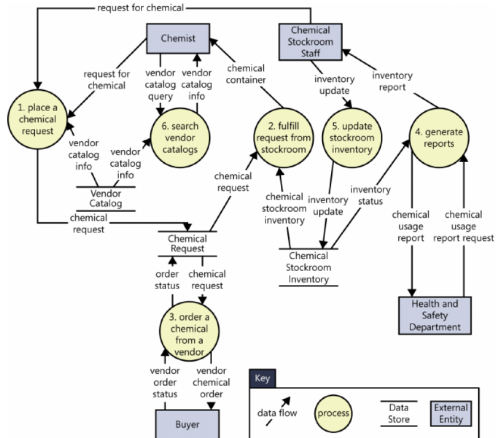 request for chemical
Chemist
Chemical
Stockroom
Staff
request for
chemical
vendor
catalog
query
vendor
catalog
info
chemical
container
inventory
update
inventory
report
1. place a
chemical
request
6. search
vendor
catalogs
2. fulfill
request from
stockroom
5. update
stockroom
inventory
4. generate
reports
vendor
catalog
info
vendor
catalog
info
Vendor
Catalog
chemical
request
chemical
request
chemical
stockroom
inventory
inventory
update
inventory
status
chemical
usage
report
chemical
usage
report request
Chemical
Request
Chemical
Stockroom
Inventory
order
status
chemical
request
Health and
Safety
Department
3. order a
chemical
from a
vendor
vendor
order
status
vendor
chemical
order
Buyer
Key
data flow
process
Data
Store
External
Entity